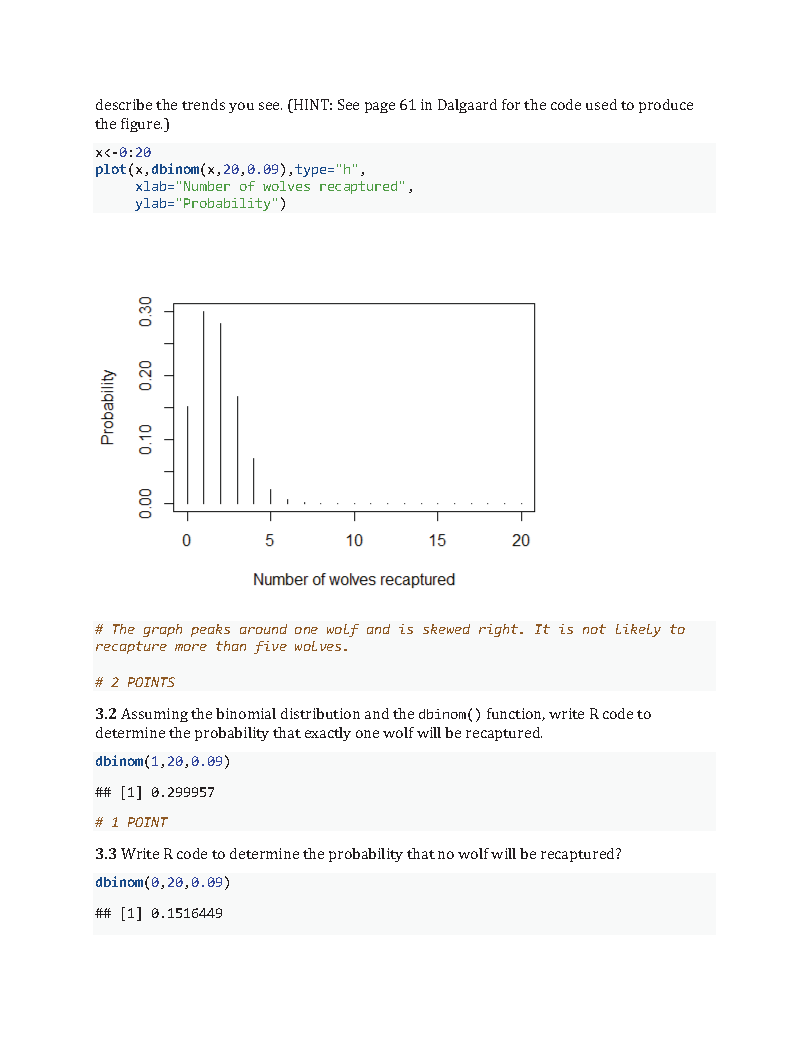 describe the trends you see. {HINT: See page 61 in Dalgaard for the code used to produce
the figure.}
x<-0:20
plot(x,dbinom(x,20,0.09),type="h",
     xlab="Number of wolves recaptured",
     ylab="Probability")
0.30
0.20
0.10
0.00
Probability
0 5 10 15 20
Number of wolves recaptured
# The graph peaks around one wolf and is skewed right. It is not likely to
recapture more than five wolves.
# 2 POINTS
3.2 Assuming the binomial distribution and the dbinom() function, write R code to
determine the probability that exactly one wolf will be recaptured.
dbinom(1,20,0.09)
## [1] 0.299957
# 1 POINT
3.3 Write R code to determine the probability that no wolf will be recaptured?
dbinom(0,20,0.09)
## [1] 0.1516449